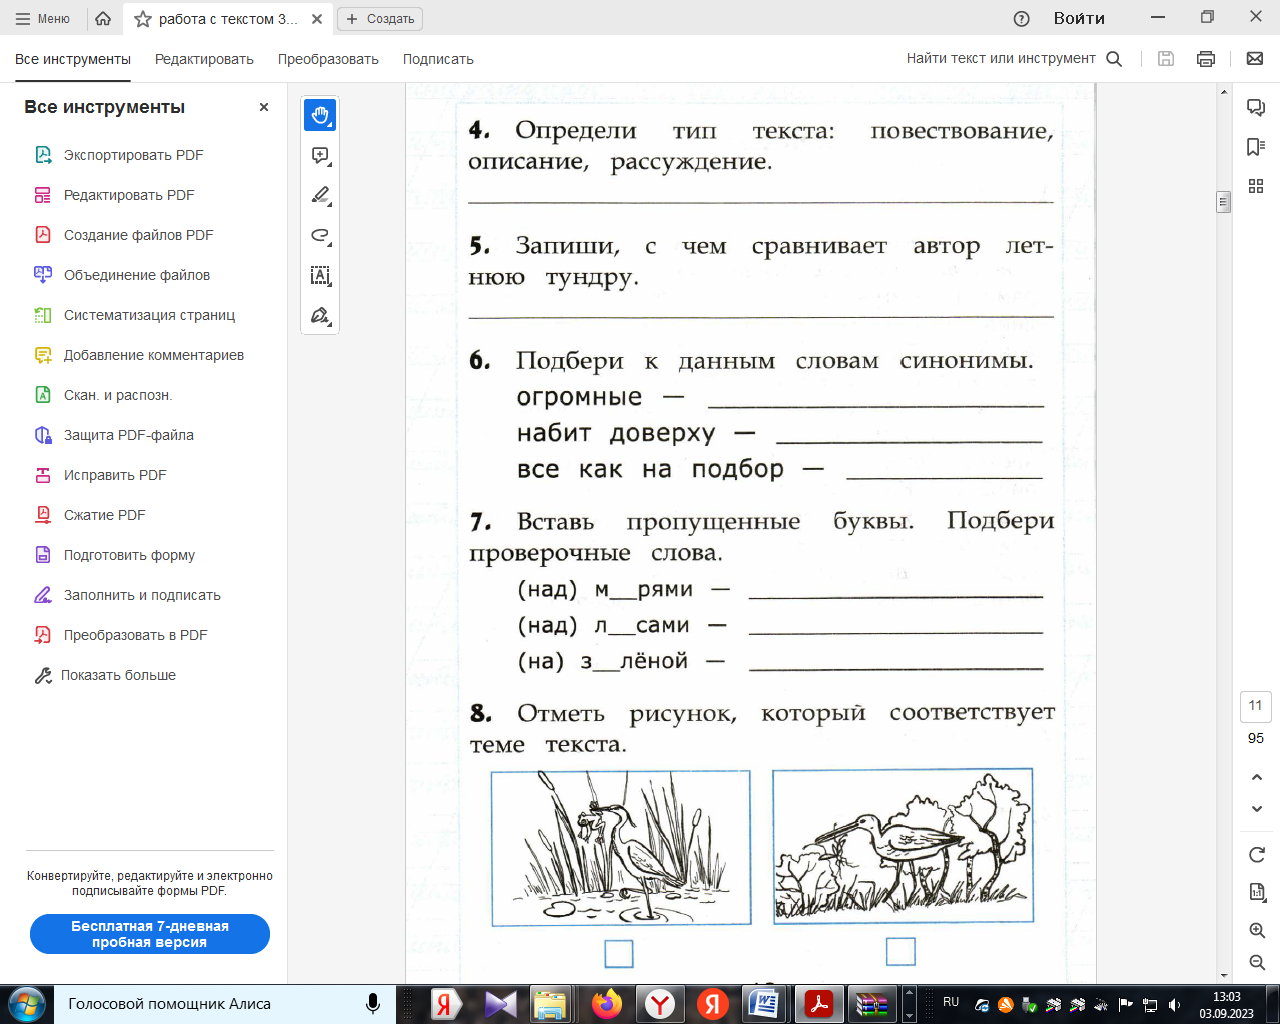 Меню
работа с текстом 3...
Создать
Войти
Все инструменты
Редактировать
Преобразовать
Подписать
Найти текст или инструмент
Все инструменты
Экспортировать PDF
Редактировать PDF
Создание файлов PDF
Объединение файлов
Систематизация страниц
Добавление комментариев
Скан. и распозн.
Защита PDF-файла
Исправить PDF
Сжатие PDF
Подготовить форму
Заполнить и подписать
Преобразовать в PDF
Показать больше
Конвертируйте, редактируйте и электронно
подписывайте формы PDF.
Бесплатная 7-дневная
пробная версия
4. Определи тип текста: повествование,
описание, рассуждение.
5. Запиши, с чем сравнивает автор лет-
нюю тундру.
6. Подбери к данным словам синонимы.
огромные —
набит доверху —
все как на подбор —
7. Вставь пропущенные буквы. Подбери
проверочные слова.
(над) м__рями —
(над) л__сами —
(на) з__лёной —
8. Отметь рисунок, который соответствует
теме текста.
11
95
1:1
Голосовой помощник Алиса
RU
13:03
03.09.2023